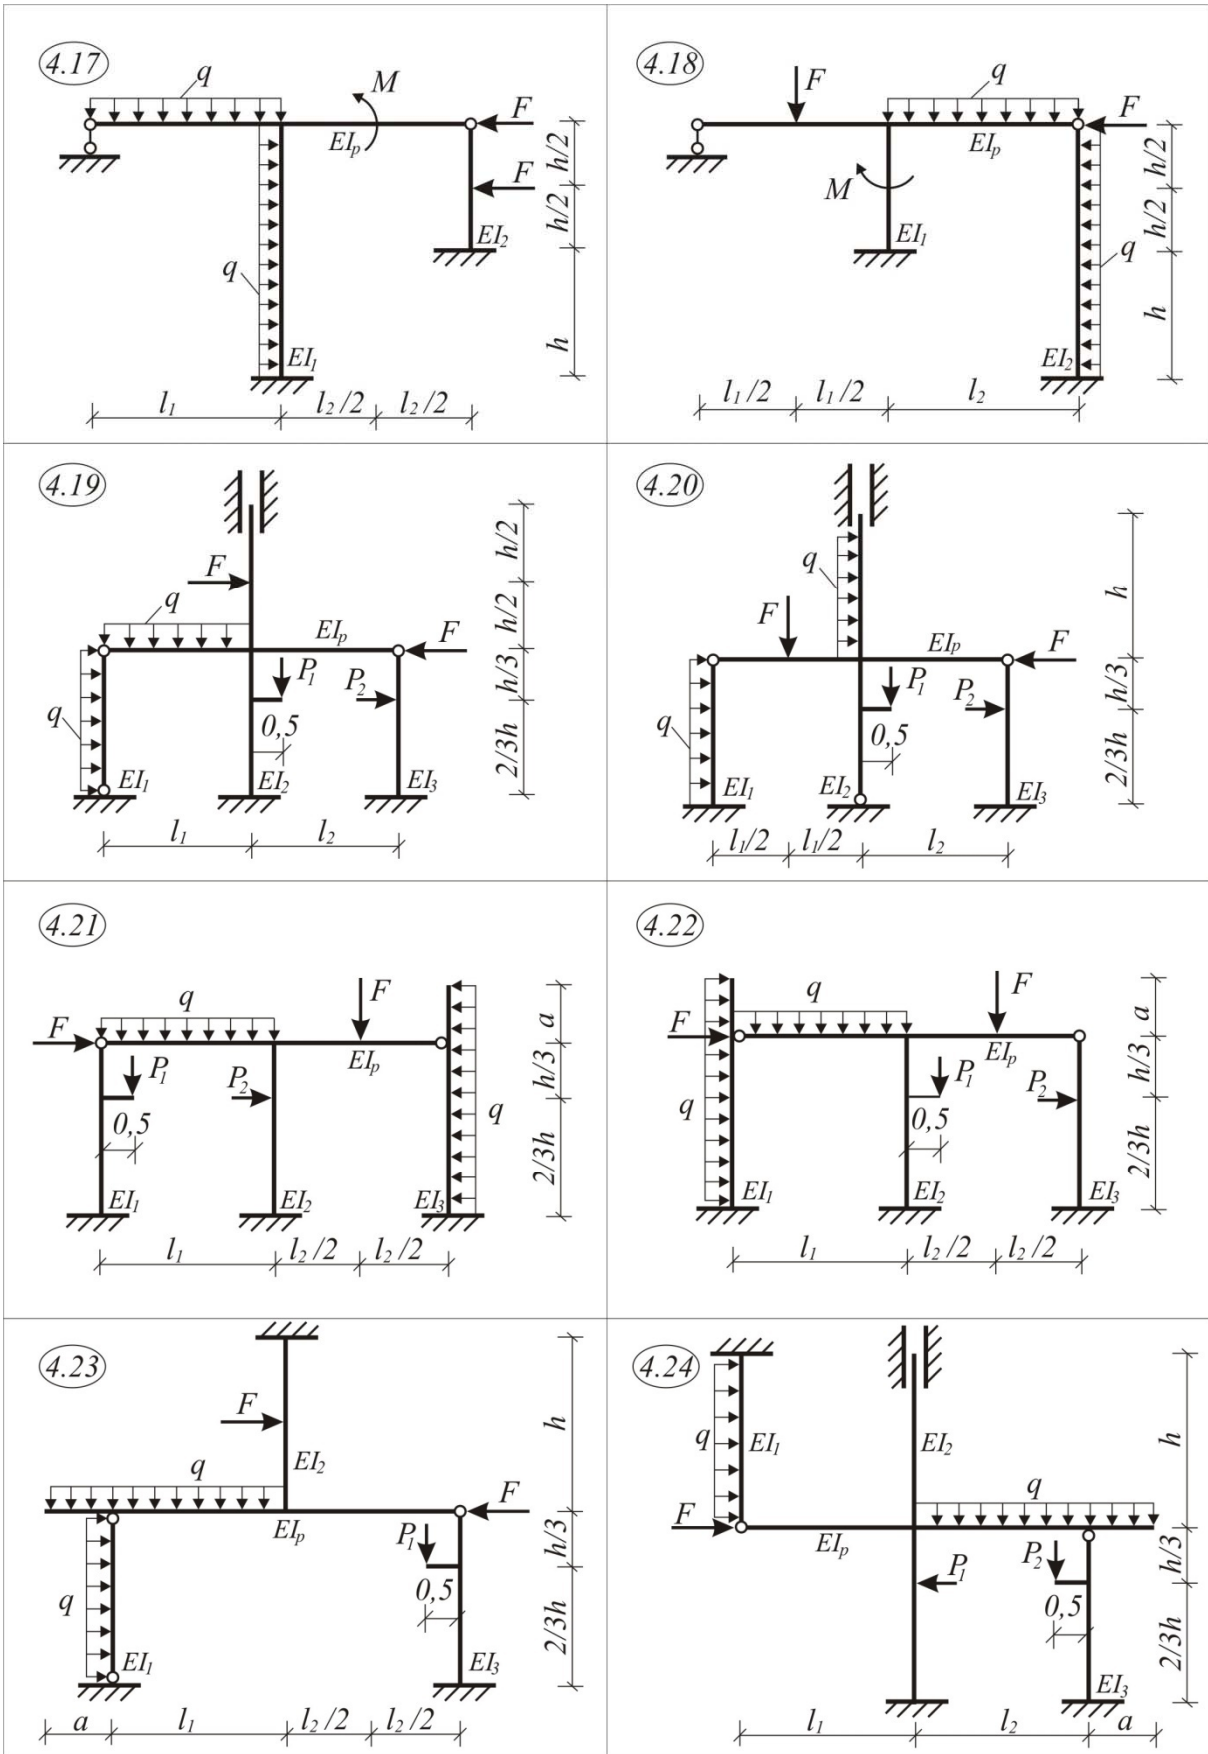 4.17
q
M
F
EIp
h/2
F
h/2
EI2
q
h
EI1
l1
l2/2
l2/2
4.18
F
q
F
EIp
h/2
M
h/2
EI1
q
h
EI2
l1/2
l1/2
l2
4.19
h/2
F
q
h/2
EIp
F
P1
h/3
P2
q
0,5
2/3h
EI1
EI2
EI3
l1
l2
4.20
q
h
F
EIp
F
P1
h/3
P2
q
0,5
2/3h
EI1
EI2
EI3
l1/2
l1/2
l2
4.21
q
F
a
F
EIp
P1
P2
h/3
0,5
q
2/3h
EI1
EI2
EI3
l1
l2/2
l2/2
4.22
q
F
a
F
EIp
P1
h/3
q
P2
0,5
2/3h
EI1
EI2
EI3
l1
l2/2
l2/2
4.23
F
h
q
EI2
F
EIp
P1
h/3
q
0,5
2/3h
EI1
EI3
a
l1
l2/2
l2/2
4.24
q
EI1
EI2
h
q
F
EIp
P1
P2
h/3
0,5
2/3h
EI3
l1
l2
a